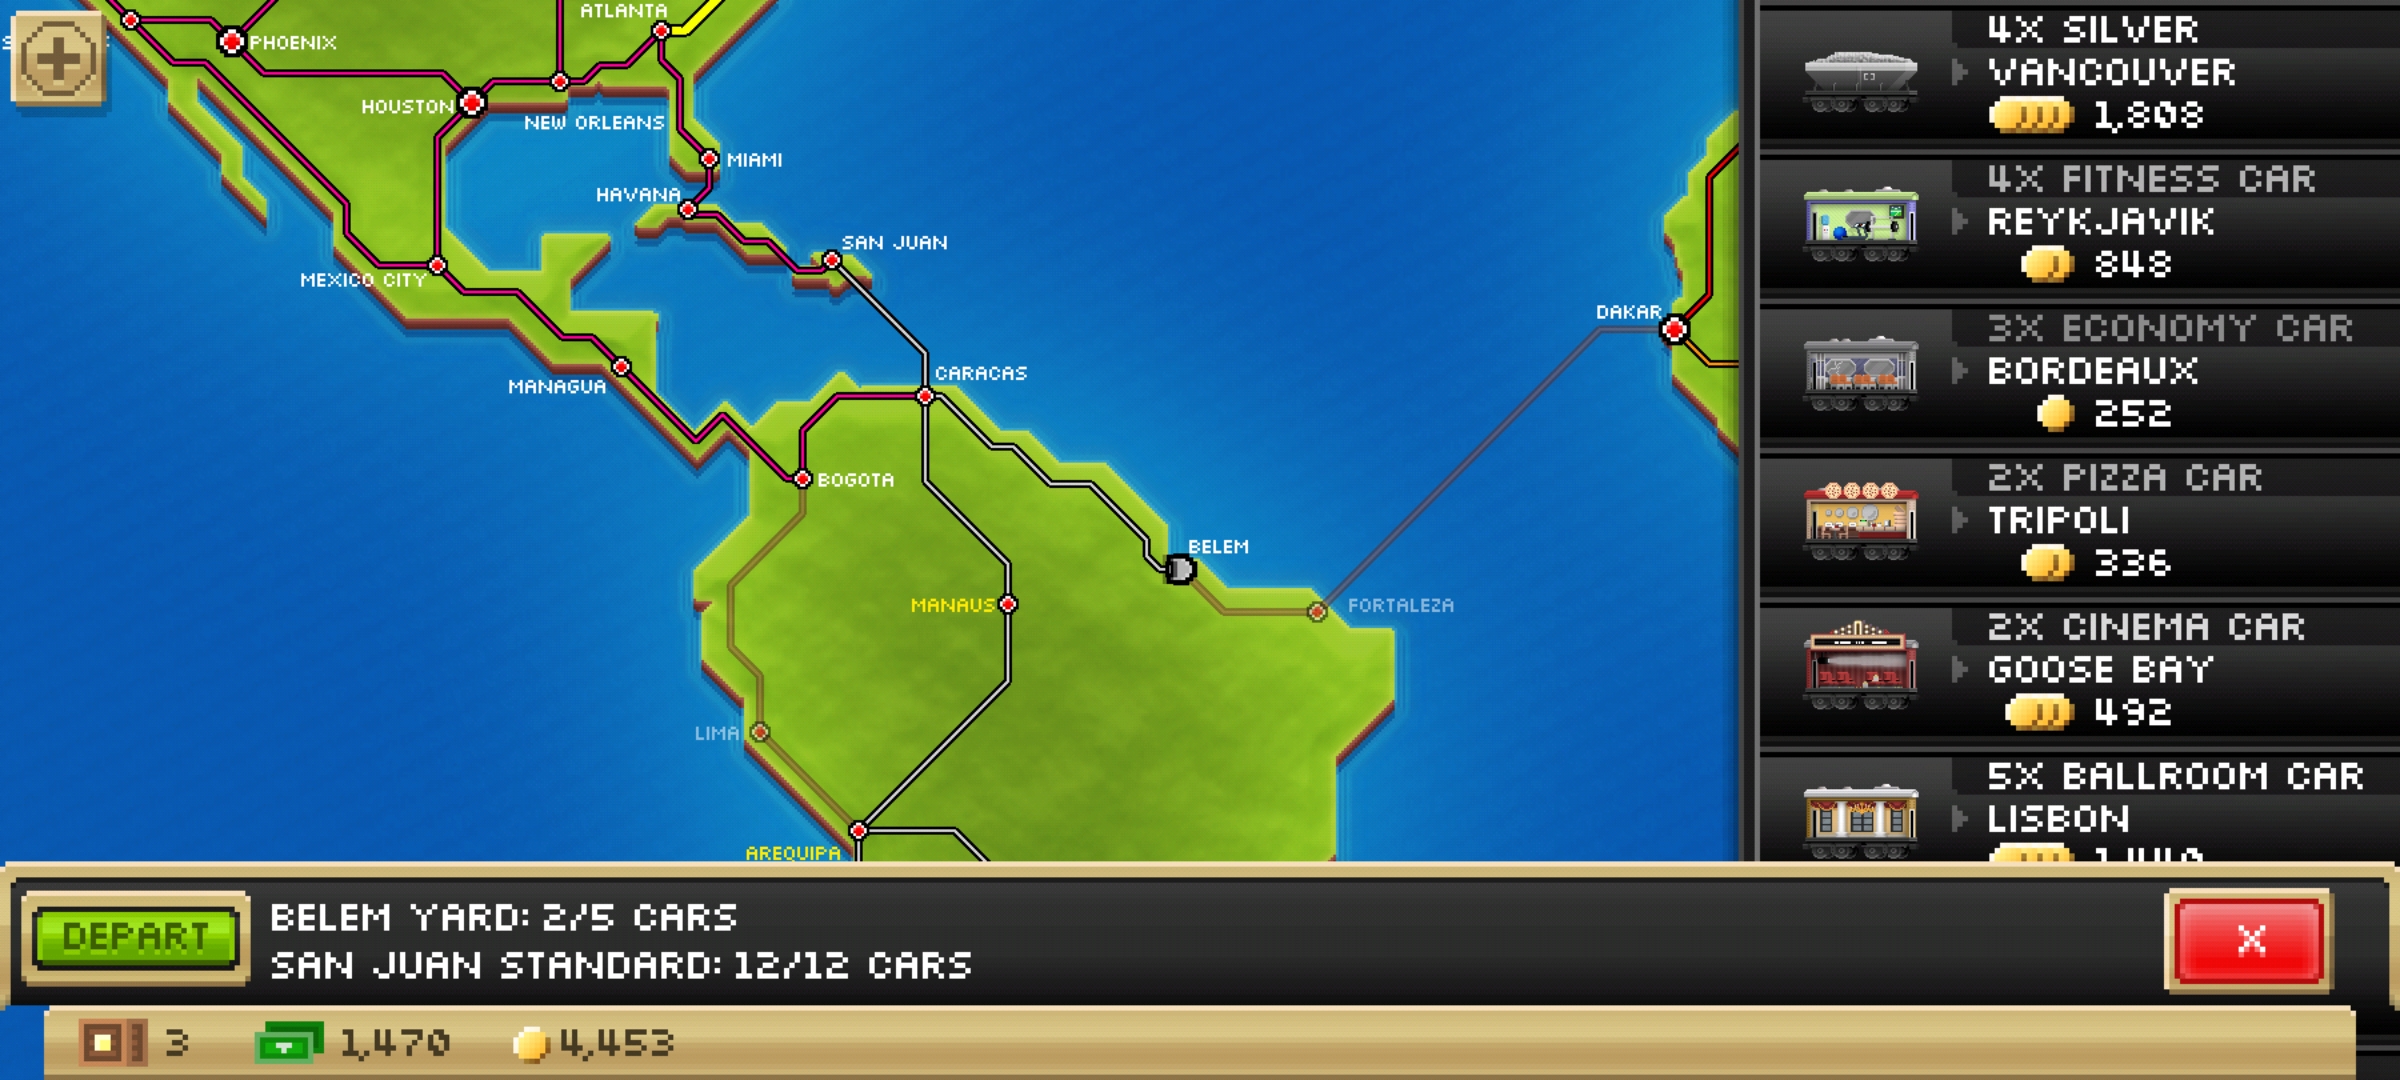 ATLANTA
PHOENIX
HOUSTON
NEW ORLEANS
MIAMI
HAVANA
SAN JUAN
MEXICO CITY
MANAGUA
CARACAS
BOGOTA
DAKAR
BELEM
MANAUS
FORTALEZA
LIMA
AREQUIPA
4X SILVER
VANCOUVER
1,808
4X FITNESS CAR
REYKJAVIK
848
3X ECONOMY CAR
BORDEAUX
252
2X PIZZA CAR
TRIPOLI
336
2X CINEMA CAR
GOOSE BAY
492
5X BALLROOM CAR
LISBON
DEPART
BELEM YARD: 2/5 CARS
SAN JUAN STANDARD: 12/12 CARS
X
3
1,470
4,453